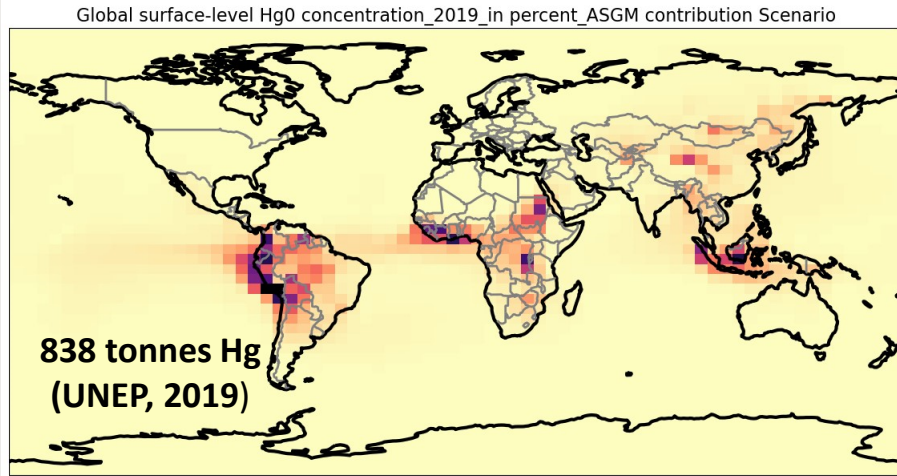 Global surface-level Hg0 concentration_2019_in percent_ASGM contribution Scenario
838 tonnes Hg
(UNEP, 2019)